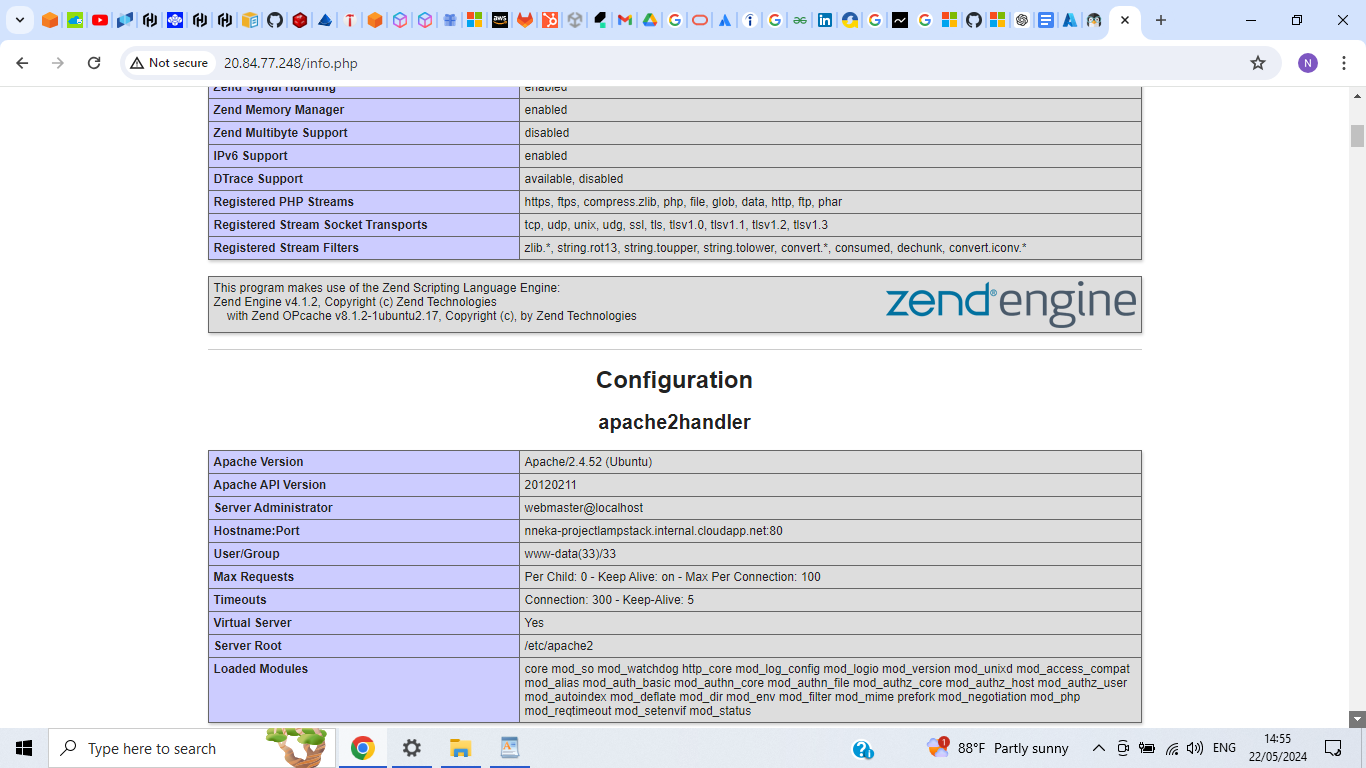 Not secure
20.84.77.248/info.php
N
Zend Signal Handling enabled
Zend Memory Manager enabled
Zend Multibyte Support disabled
IPv6 Support enabled
DTrace Support available, disabled
Registered PHP Streams https, ftps, compress.zlib, php, file, glob, data, http, ftp, phar
Registered Stream Socket Transports tcp, udp, unix, udg, ssl, tls, tlsv1.0, tlsv1.1, tlsv1.2, tlsv1.3
Registered Stream Filters zlib.*, string.rot13, string.toupper, string.tolower, convert.*, consumed, dechunk, convert.iconv.*
This program makes use of the Zend Scripting Language Engine:
Zend Engine v4.1.2, Copyright (c) Zend Technologies
with Zend OPcache v8.1.2-1ubuntu2.17, Copyright (c), by Zend Technologies
zend® engine
Configuration
apache2handler
Apache Version Apache/2.4.52 (Ubuntu)
Apache API Version 20120211
Server Administrator webmaster@localhost
Hostname:Port nneka-projectlampstack.internal.cloudapp.net:80
User/Group www-data(33)/33
Max Requests Per Child: 0 - Keep Alive: on - Max Per Connection: 100
Timeouts Connection: 300 - Keep-Alive: 5
Virtual Server Yes
Server Root /etc/apache2
Loaded Modules core mod_so mod_watchdog http_core mod_log_config mod_logio mod_version mod_unixd mod_access_compat
mod_alias mod_auth_basic mod_authn_core mod_authn_file mod_authz_core mod_authz_host mod_authz_user
mod_autoindex mod_deflate mod_dir mod_env mod_filter mod_mime prefork mod_negotiation mod_php
mod_reqtimeout mod_setenvif mod_status
Type here to search
1
88°F Partly sunny
ENG
14:55
22/05/2024